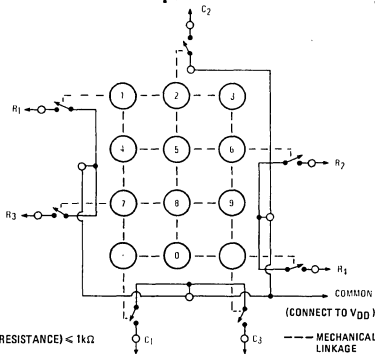 C2
1 2 3
R1
4 5 6
R2
R3
7 8 9
0
R1
COMMON
(CONNECT TO VDD)
RESISTANCE) ≤ 1kΩ
C1
C3
MECHANICAL
LINKAGE